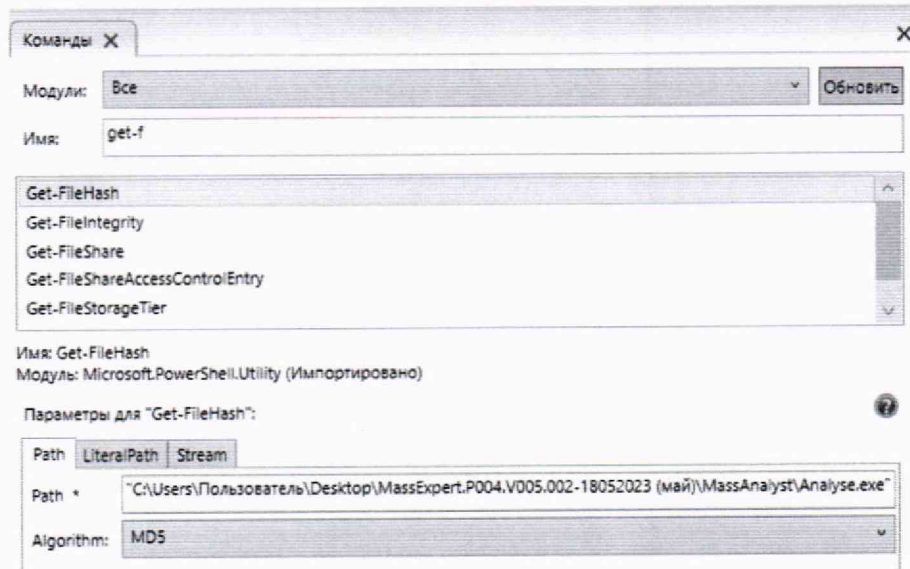 Команды
Модули: Все Обновить
Имя: get-f
Get-FileHash
Get-FileIntegrity
Get-FileShare
Get-FileShareAccessControlEntry
Get-FileStorageTier
Имя: Get-FileHash
Модуль: Microsoft.PowerShell.Utility (Импортировано)
Параметры для "Get-FileHash":
Path LiteralPath Stream
Path * "C:\Users\Пользователь\Desktop\MassExpert.P004.V005.002-18052023 (май)\MassAnalyst\Analyse.exe"
Algorithm: MD5